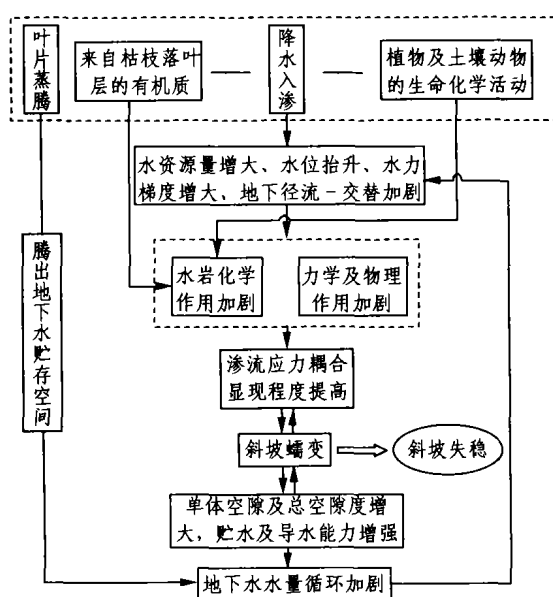 叶片蒸腾
来自枯枝落叶
层的有机质
降水入渗
植物及土壤动物
的生命化学活动
水资源量增大、水位抬升、水力
梯度增大、地下径流-交替加剧
腾出地下水贮存空间
水岩化学
作用加剧
力学及物理
作用加剧
渗流应力耦合
显现程度提高
斜坡蠕变
斜坡失稳
单体空隙及总空隙度增
大，贮水及导水能力增强
地下水水量循环加剧